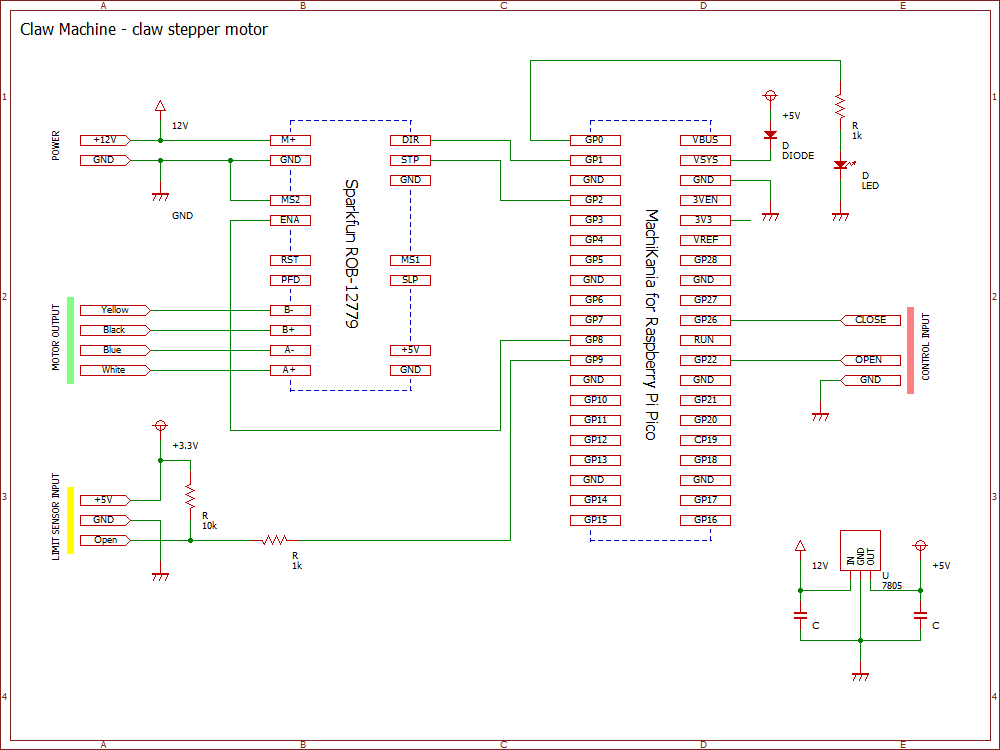 A B C D E
Claw Machine - claw stepper motor
1 1
2 2
3 3
4 4
POWER
+12V
GND
12V
GND
M+
GND
MS2
ENA
RST
PFD
B-
B+
A-
A+
DIR
STP
GND
MS1
SLP
+5V
GND
Sparkfun ROB-12779
MOTOR OUTPUT
Yellow
Black
Blue
White
LIMIT SENSOR INPUT
+5V
GND
Open
+3.3V
R
10k
R
1k
GP0
GP1
GND
GP2
GP3
GP4
GP5
GND
GP6
GP7
GP8
GP9
GND
GP10
GP11
GP12
GP13
GND
GP14
GP15
MachiKania for Raspberry Pi Pico
VBUS
VSYS
GND
3VEN
3V3
VREF
GP28
GND
GP27
GP26
RUN
GP22
GND
GP21
GP20
CP19
GP18
GND
GP17
GP16
+5V
D
DIODE
R
1k
D
LED
CLOSE
OPEN
GND
CONTROL INPUT
12V
C
IN
GND
OUT
U
7805
+5V
C
A B C D E